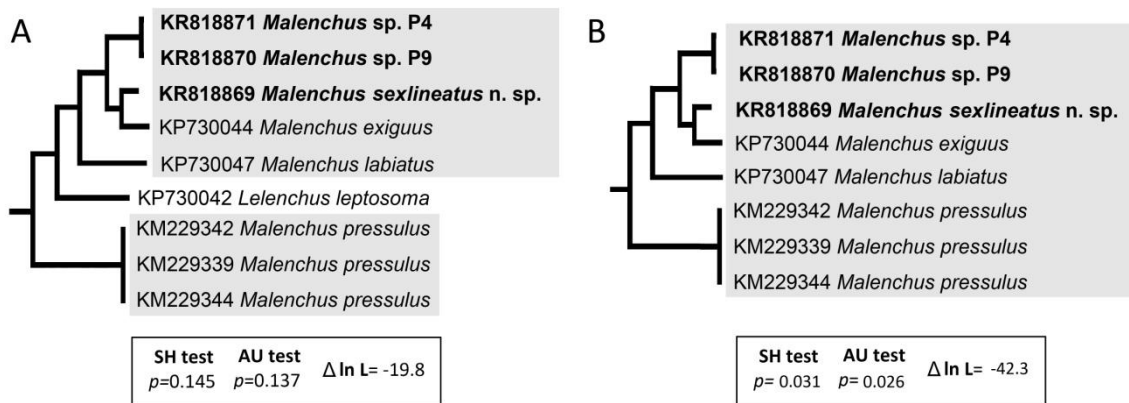 A
KR818871 Malenchus sp. P4
KR818870 Malenchus sp. P9
KR818869 Malenchus sexlineatus n. sp.
KP730044 Malenchus exiguus
KP730047 Malenchus labiatus
KP730042 Lelenchus leptosoma
KM229342 Malenchus pressulus
KM229339 Malenchus pressulus
KM229344 Malenchus pressulus
SH test AU test Δ ln L= -19.8
p=0.145 p=0.137
B
KR818871 Malenchus sp. P4
KR818870 Malenchus sp. P9
KR818869 Malenchus sexlineatus n. sp.
KP730044 Malenchus exiguus
KP730047 Malenchus labiatus
KM229342 Malenchus pressulus
KM229339 Malenchus pressulus
KM229344 Malenchus pressulus
SH test AU test Δ ln L= -42.3
p= 0.031 p= 0.026